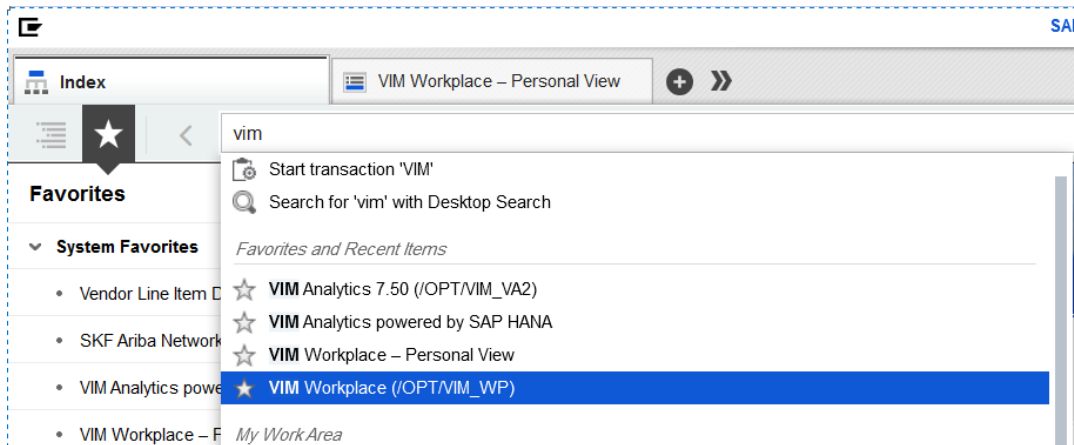 SAP
Index
VIM Workplace – Personal View
vim
Start transaction 'VIM'
Favorites
Search for 'vim' with Desktop Search
System Favorites
Favorites and Recent Items
Vendor Line Item
VIM Analytics 7.50 (/OPT/VIM_VA2)
SKF Ariba Network
VIM Analytics powered by SAP HANA
VIM Workplace – Personal View
VIM Analytics
VIM Workplace (/OPT/VIM_WP)
VIM Workplace –
My Work Area